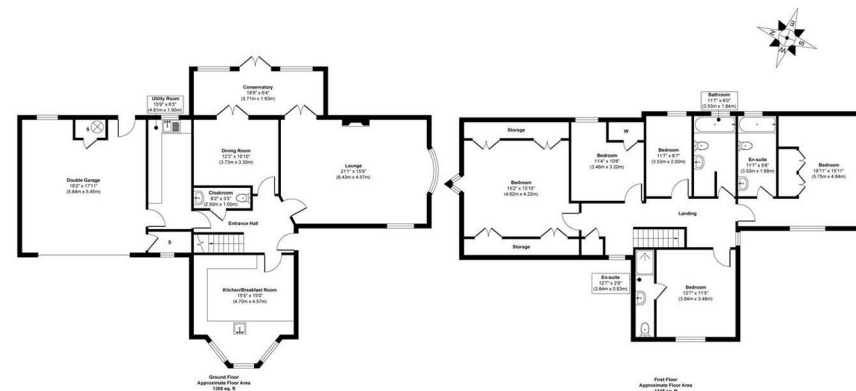 Conservatory
18'9" x 6'4"
(5.71m x 1.93m)
Utility Room
15'9" x 6'3"
(4.81m x 1.90m)
S
Double Garage
19'2" x 17'11"
(5.84m x 5.45m)
Dining Room
12'3" x 10'10"
(3.73m x 3.30m)
Lounge
21'1" x 15'0"
(6.43m x 4.57m)
Cloakroom
8'2" x 3'3"
(2.50m x 1.00m)
Entrance Hall
S
Kitchen/Breakfast Room
15'5" x 15'0"
(4.70m x 4.57m)
Ground Floor
Approximate Floor Area
N
E
S
W
Bathroom
11'7" x 6'0"
(3.53m x 1.84m)
Storage
W
Bedroom
15'2" x 13'10"
(4.62m x 4.22m)
Bedroom
11'4" x 10'6"
(3.46m x 3.20m)
Bedroom
11'7" x 6'7"
(3.53m x 2.00m)
En-suite
11'7" x 5'6"
(3.53m x 1.68m)
Bedroom
18'11" x 15'11"
(5.75m x 4.84m)
Landing
Storage
En-suite
12'7" x 2'8"
(3.84m x 0.83m)
Bedroom
12'7" x 11'5"
(3.84m x 3.48m)
First Floor
Approximate Floor Area